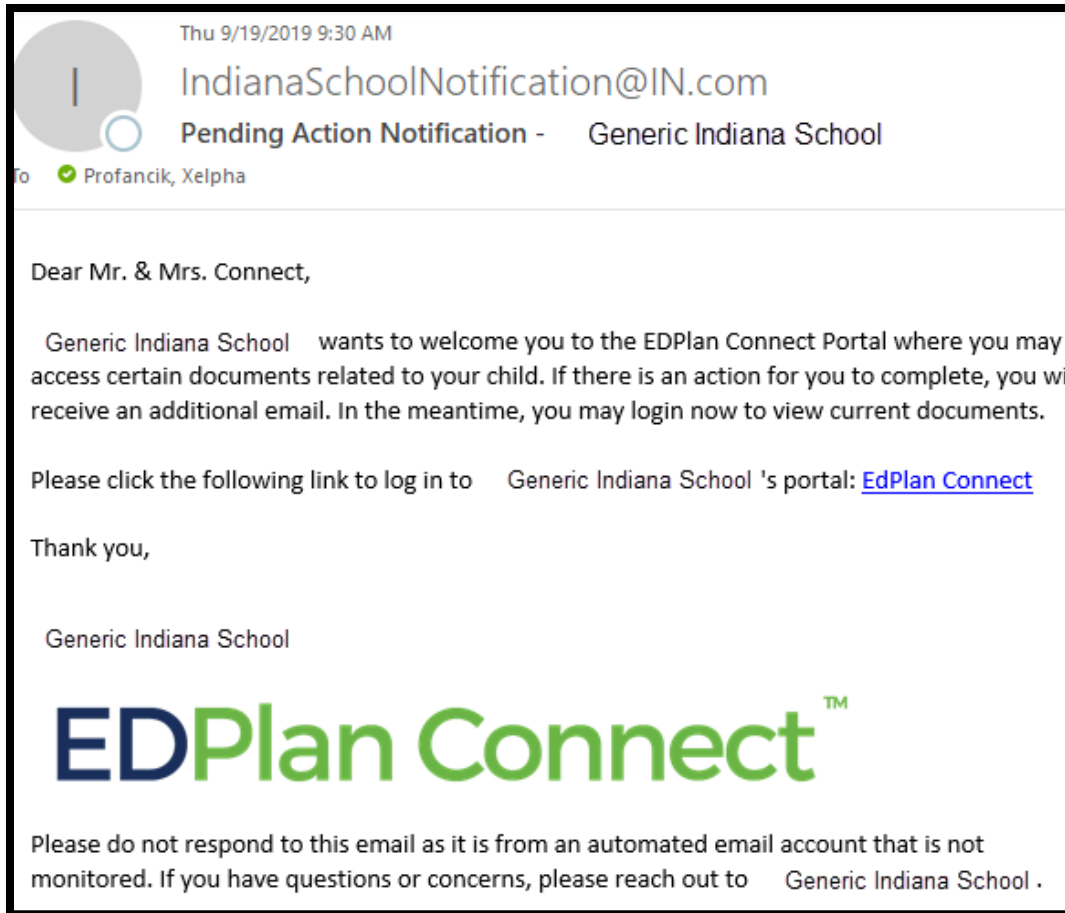 Thu 9/19/2019 9:30 AM
I
IndianaSchoolNotification@IN.com
Pending Action Notification - Generic Indiana School
To Profancik, Xelpha
Dear Mr. & Mrs. Connect,
Generic Indiana School wants to welcome you to the EDPlan Connect Portal where you may
access certain documents related to your child. If there is an action for you to complete, you wi
receive an additional email. In the meantime, you may login now to view current documents.
Please click the following link to log in to Generic Indiana School 's portal: EdPlan Connect
Thank you,
Generic Indiana School
EDPlan Connect™
Please do not respond to this email as it is from an automated email account that is not
monitored. If you have questions or concerns, please reach out to Generic Indiana School .